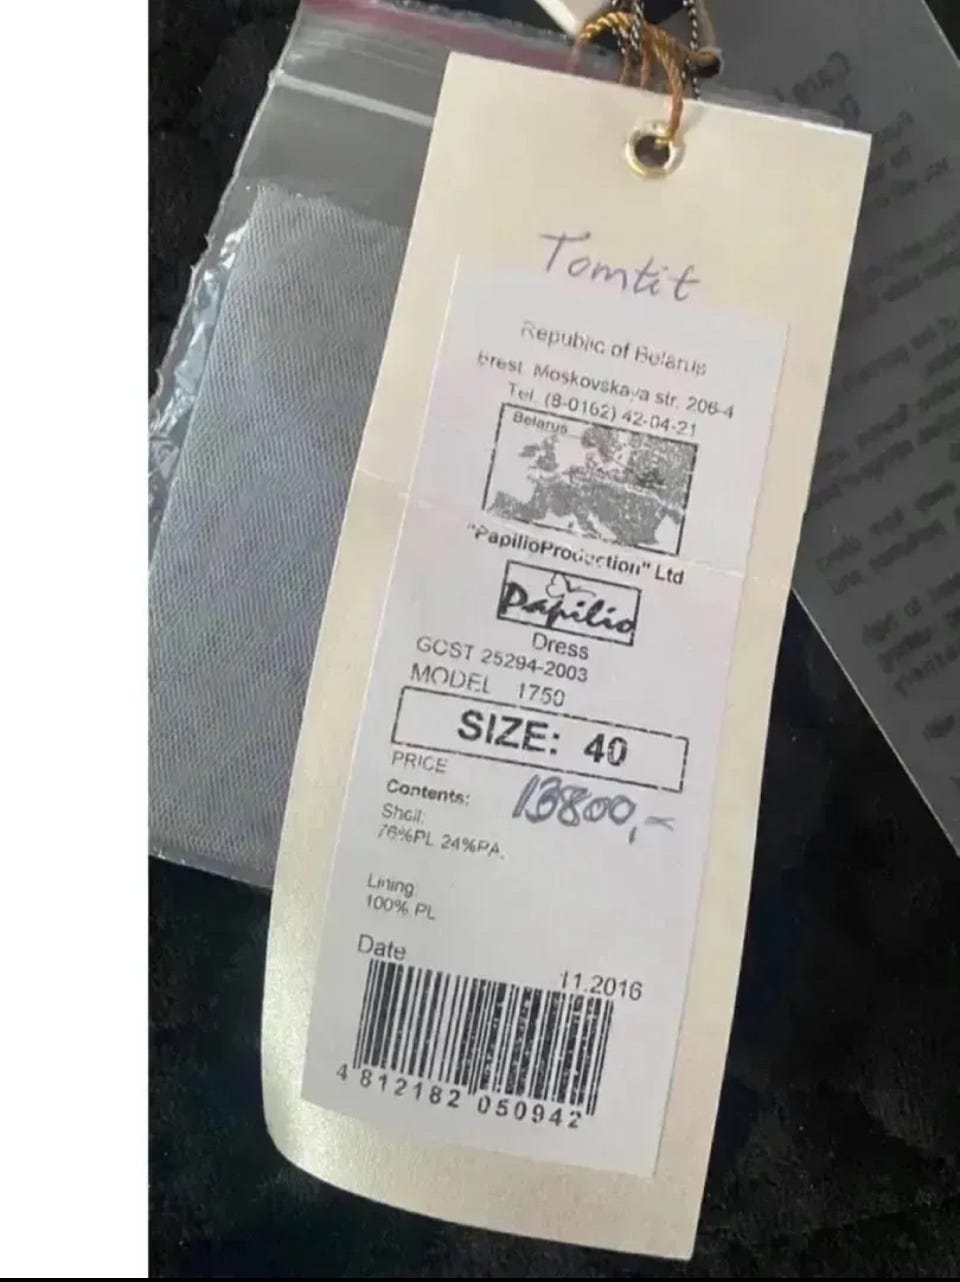 Tomtit
Republic of Belarus
Brest Moskovskaya str. 206-4
Tel. (8-0162) 42-04-21
Belarus
"PapilioProduction" Ltd
Papilio
Dress
GOST 25294-2003
MODEL 1750
SIZE: 40
PRICE
13800,-
Contents:
Shell:
76%PL 24%PA.
Lining
100% PL
Date
11.2016
4 812182 050942